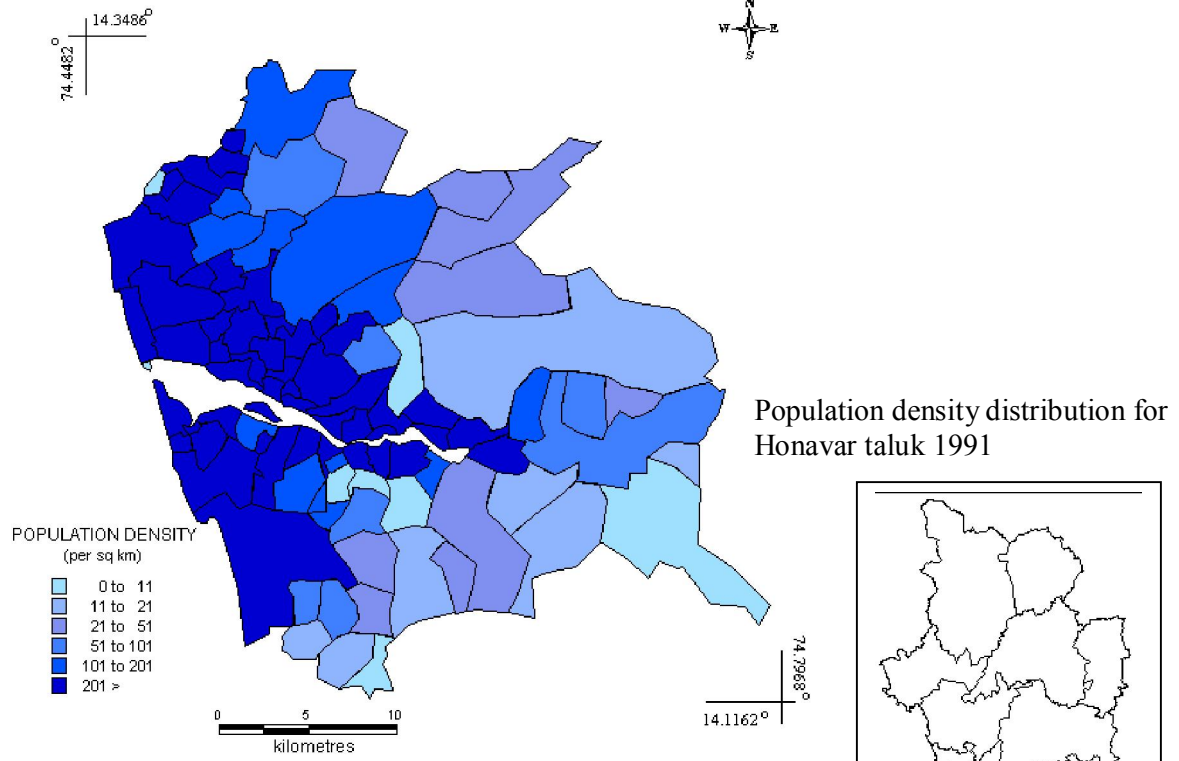 14.3486°
74.4482 °
N
W E
S
Population density distribution for
Honavar taluk 1991
POPULATION DENSITY
(per sq km)
0 to 11
11 to 21
21 to 51
51 to 101
101 to 201
201 >
0 5 10
kilometres
74.7968°
14.1162°